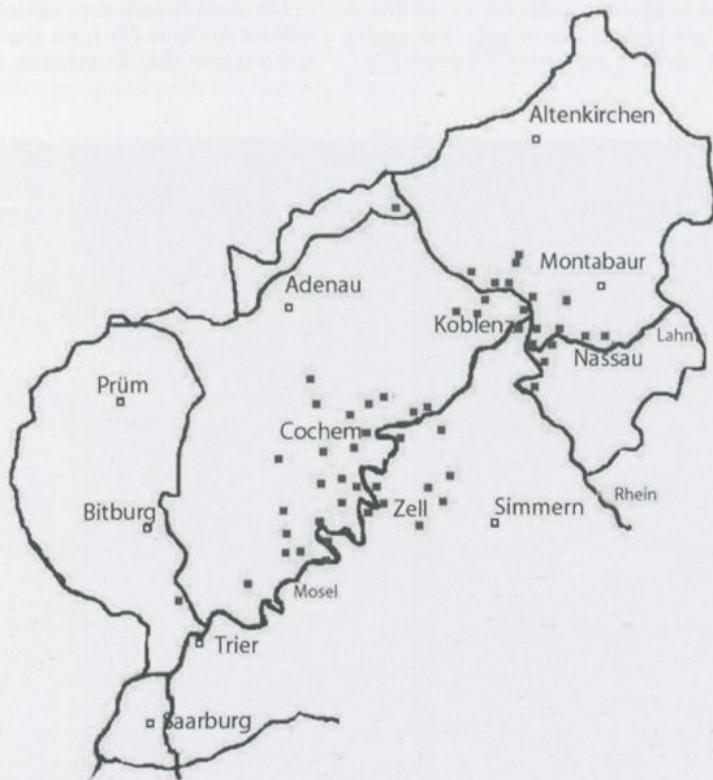 Altenkirchen
Adenau
Montabaur
Koblenz
Lahn
Nassau
Prüm
Cochem
Rhein
Bitburg
Zell
Simmern
Mosel
Trier
Saarburg